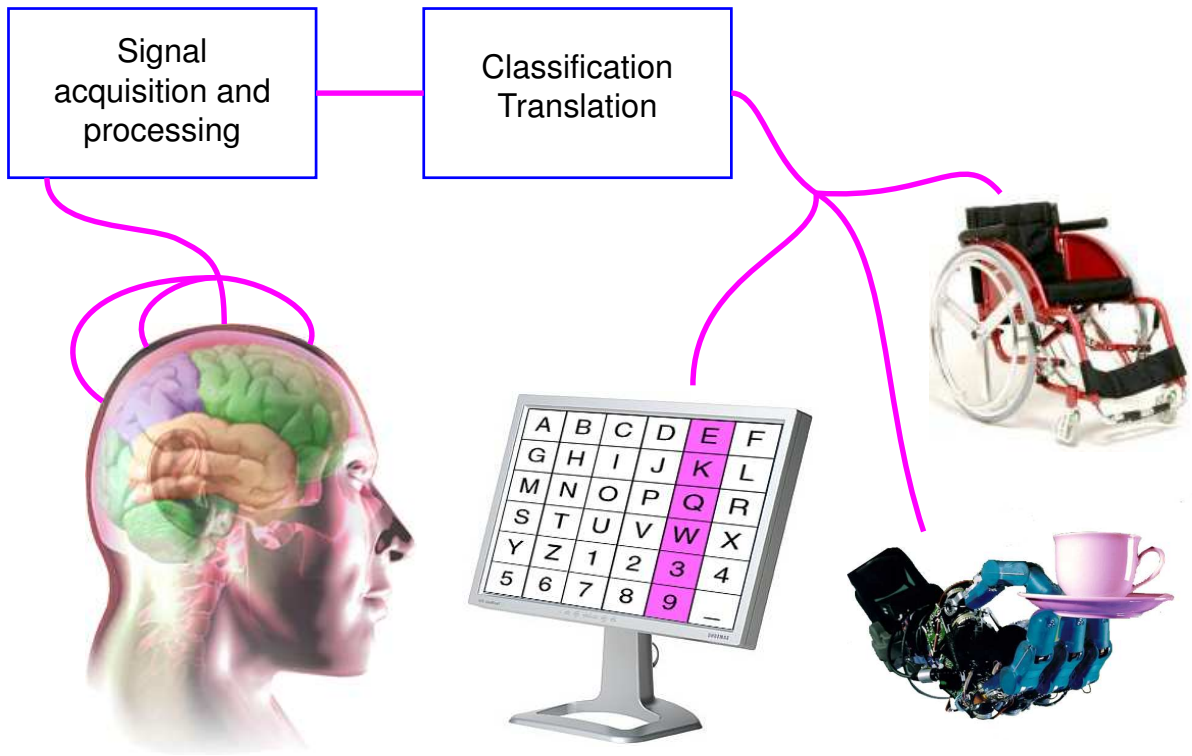 Signal
acquisition and
processing
Classification
Translation
A B C D E F
G H I J K L
M N O P Q R
S T U V W X
Y Z 1 2 3 4
5 6 7 8 9 _